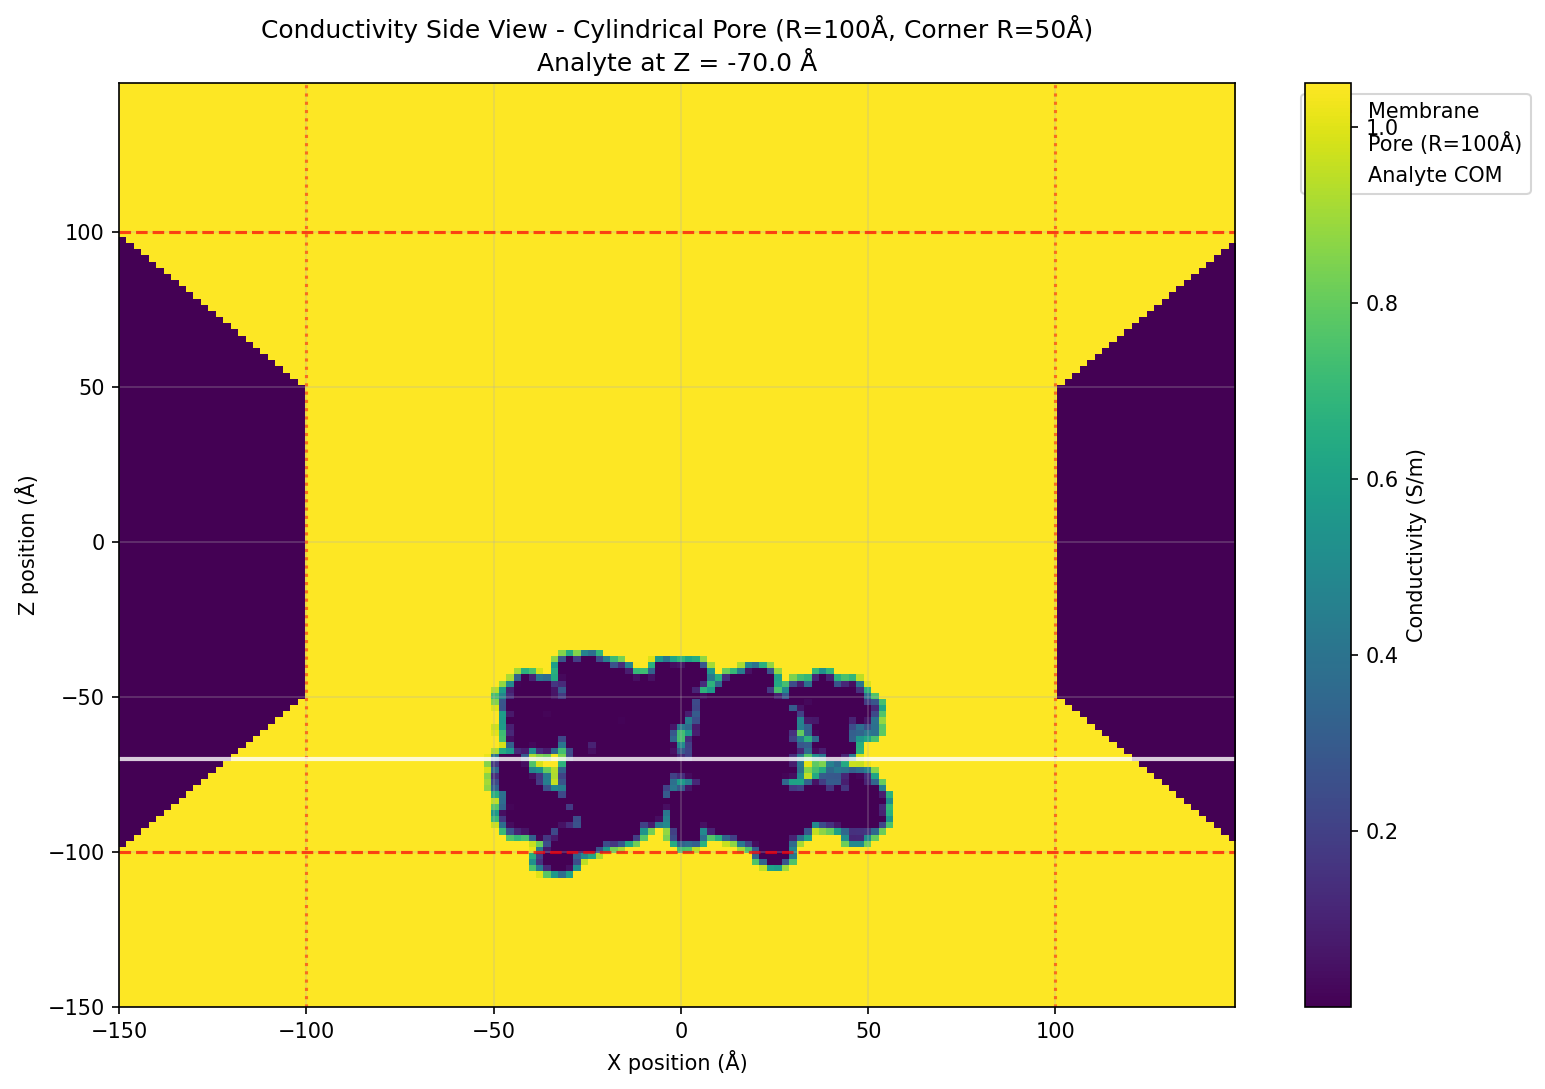 Conductivity Side View - Cylindrical Pore (R=100Å, Corner R=50Å)
Analyte at Z = -70.0 Å
Membrane
Pore (R=100Å)
Analyte COM
1.0
0.8
0.6
0.4
0.2
Conductivity (S/m)
Z position (Å)
100
50
0
−50
−100
−150
−150
−100
−50
0
50
100
X position (Å)